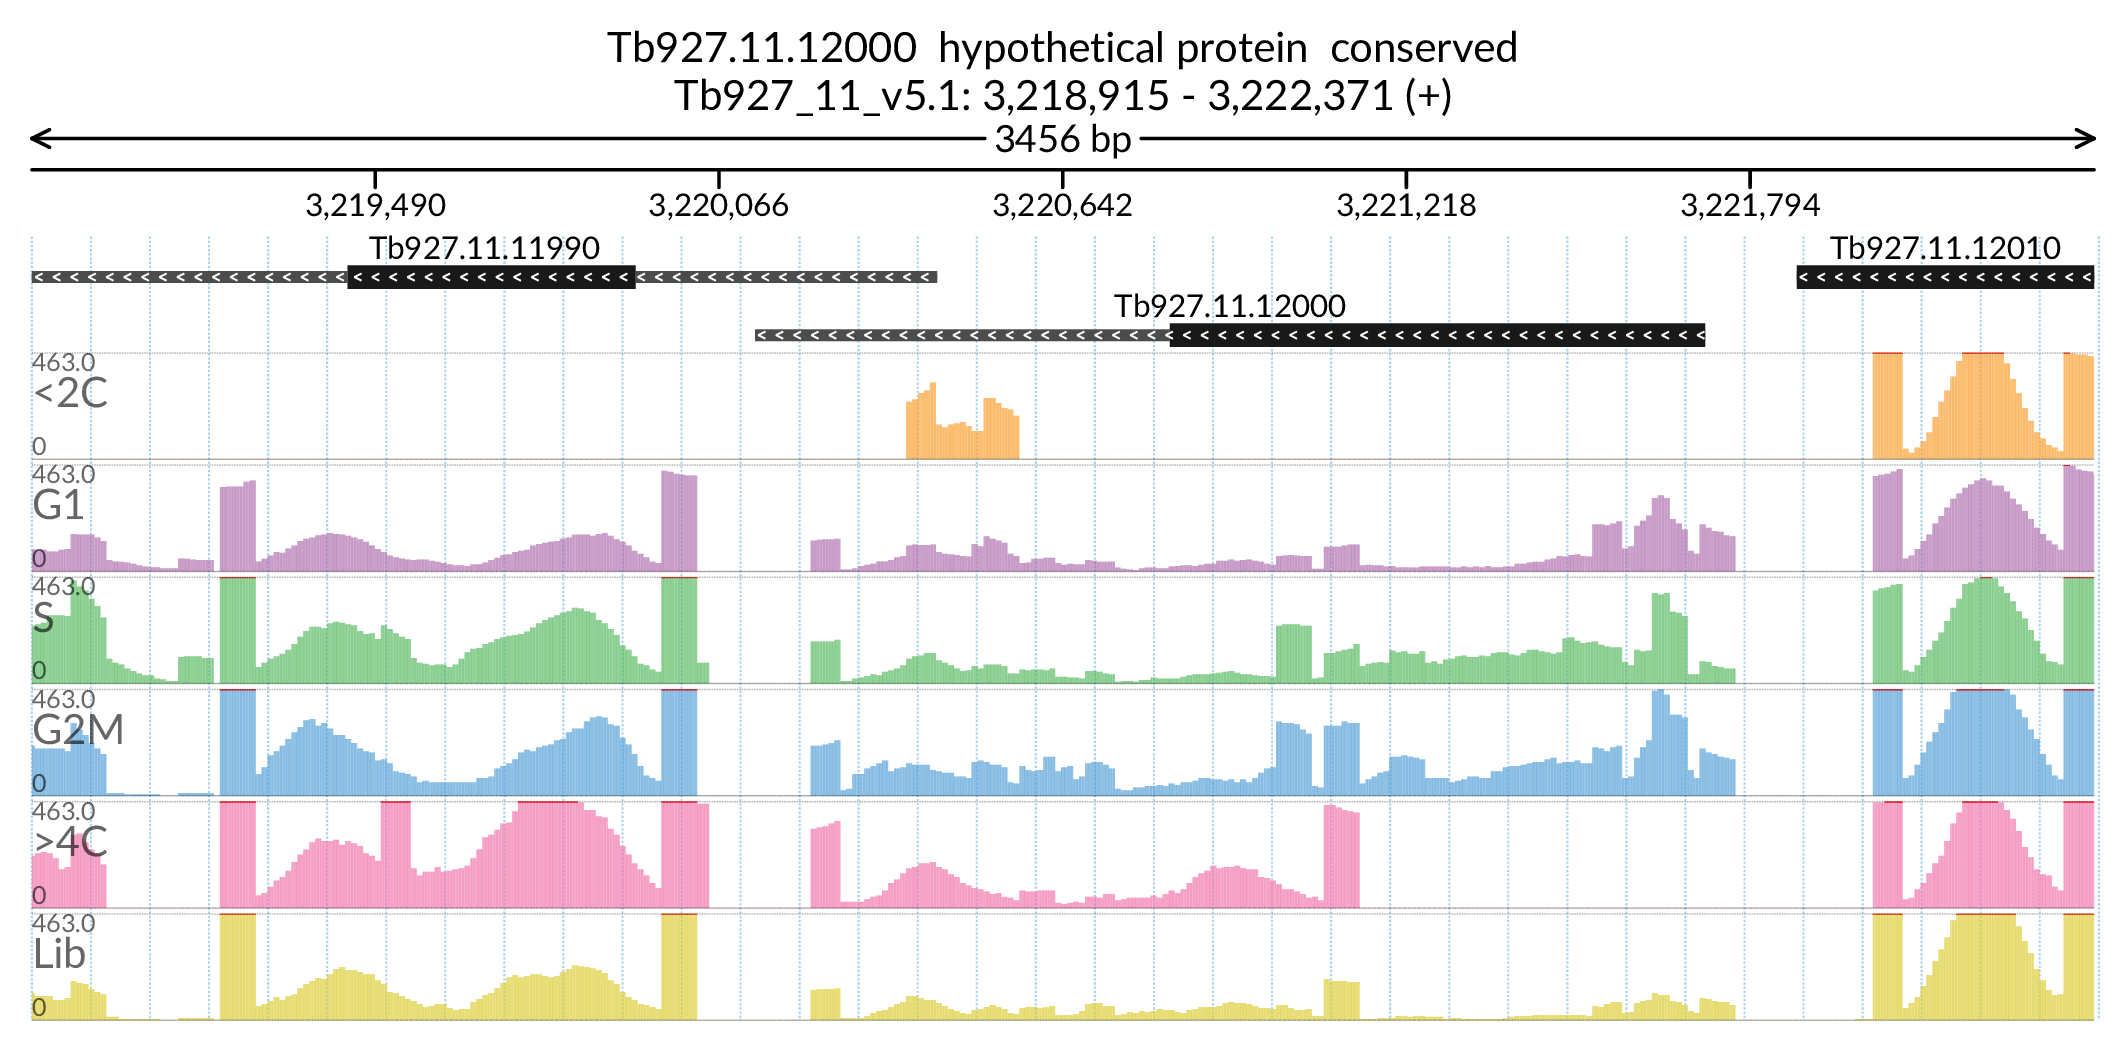 Tb927.11.12000  hypothetical protein  conserved
Tb927_11_v5.1: 3,218,915 - 3,222,371 (+)
3456 bp
3,219,490 3,220,066 3,220,642 3,221,218 3,221,794
Tb927.11.11990 Tb927.11.12010
Tb927.11.12000
463.0
<2C
0
463.0
G1
0
463.0
S
0
463.0
G2M
0
463.0
>4C
0
463.0
Lib
0